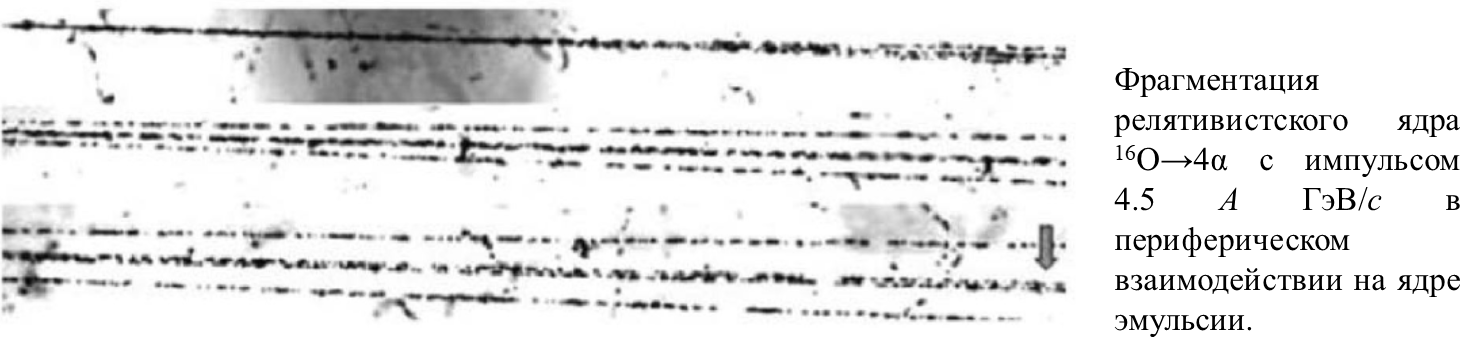 Фрагментация
релятивистского ядра
¹⁶O→4α с импульсом
4.5 A ГэВ/c в
периферическом
взаимодействии на ядре
эмульсии.